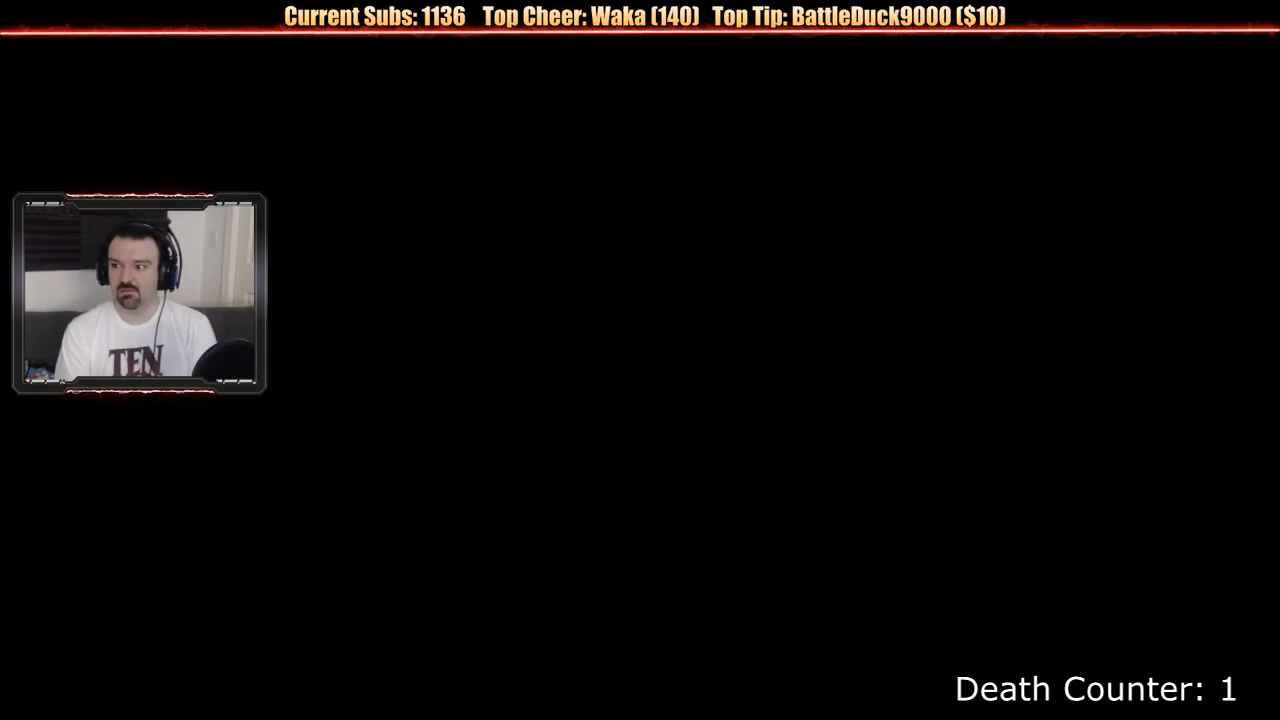 Current Subs: 1136 Top Cheer: Waka (140) Top Tip: BattleDuck9000 ($10)
TEN
Death Counter: 1